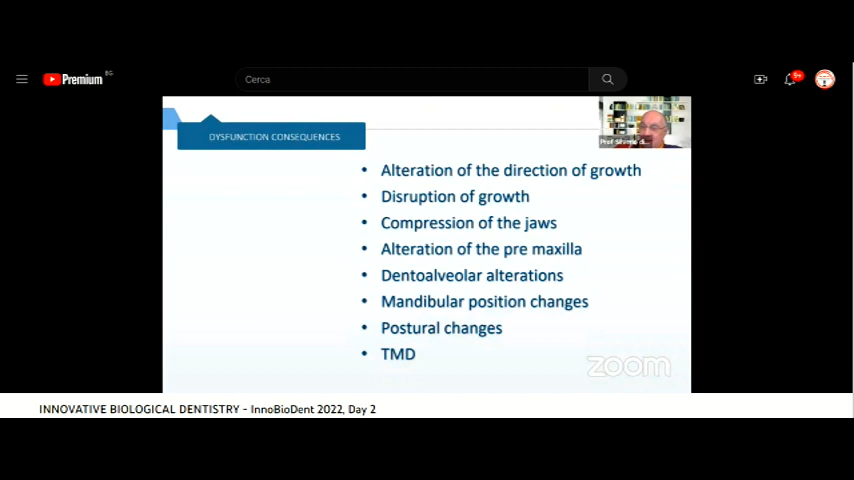 Premium
BG
Cerca
9+
DYSFUNCTION CONSEQUENCES
• Alteration of the direction of growth
• Disruption of growth
• Compression of the jaws
• Alteration of the pre maxilla
• Dentoalveolar alterations
• Mandibular position changes
• Postural changes
• TMD
zoom
INNOVATIVE BIOLOGICAL DENTISTRY - InnoBioDent 2022, Day 2